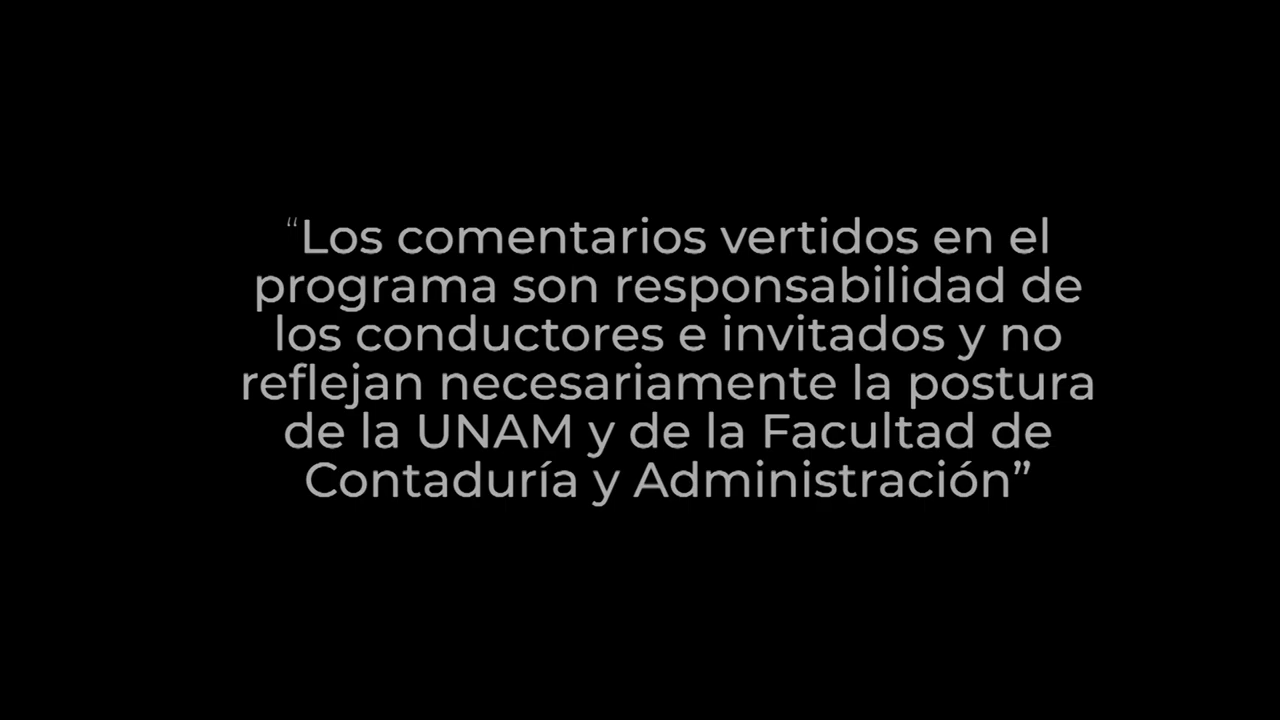 “Los comentarios vertidos en el
programa son responsabilidad de
los conductores e invitados y no
reflejan necesariamente la postura
de la UNAM y de la Facultad de
Contaduría y Administración”